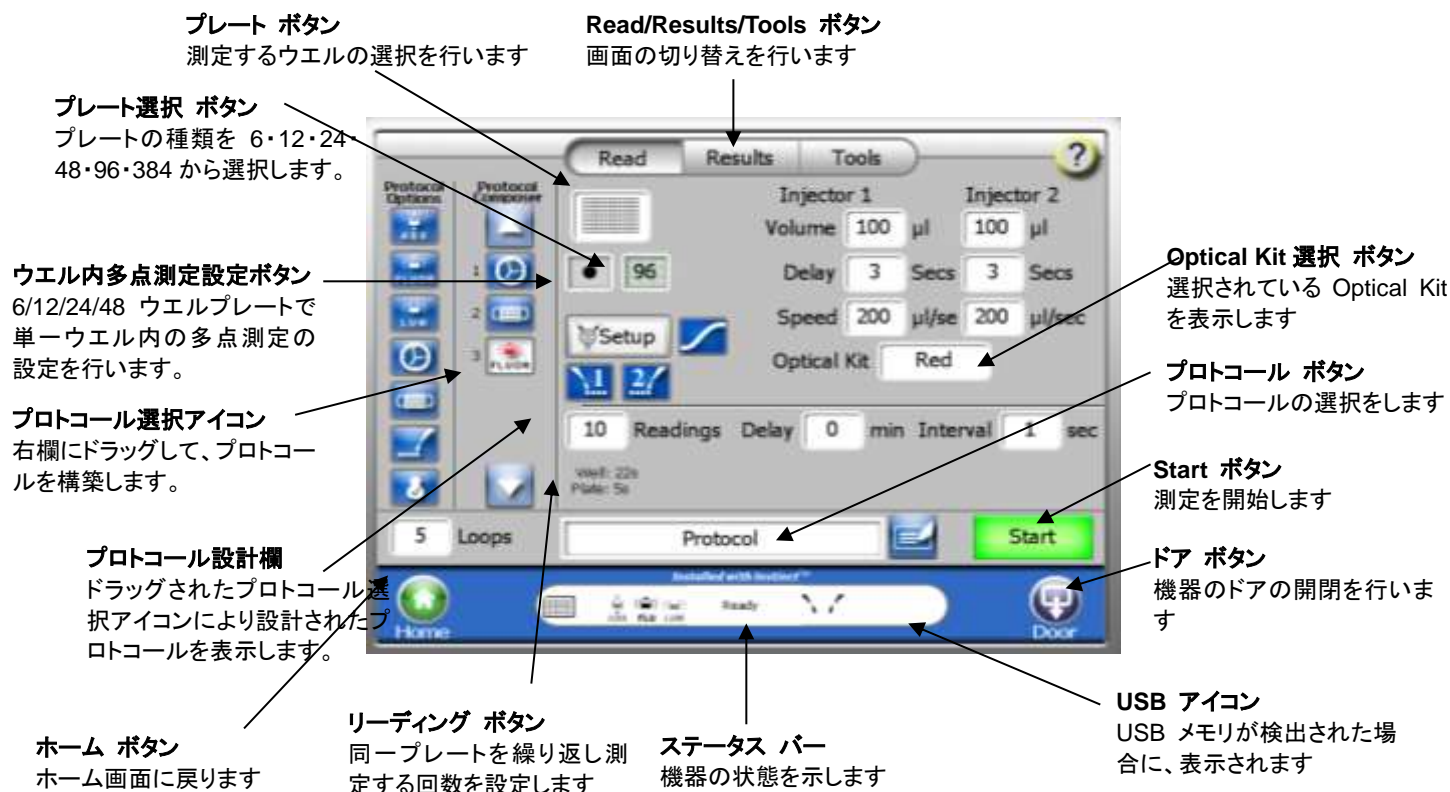 プレート ボタン
測定するウエルの選択を行います
Read/Results/Tools ボタン
画面の切り替えを行います
プレート選択 ボタン
プレートの種類を 6・12・24・
48・96・384 から選択します。
ウエル内多点測定設定ボタン
6/12/24/48 ウエルプレートで
単一ウエル内の多点測定の
設定を行います。
プロトコール選択アイコン
右欄にドラッグして、プロトコー
ルを構築します。
プロトコール設計欄
ドラッグされたプロトコール選
択アイコンにより設計されたプ
ロトコールを表示します。
ホーム ボタン
ホーム画面に戻ります
Read Results Tools
?
Protocol
Options
Protocol
Composer
Injector 1 Injector 2
Volume 100 µl 100 µl
96
Delay 3 Secs 3 Secs
Speed 200 µl/se 200 µl/sec
Setup
Optical Kit Red
1 2
1
2
3
FLUOR
LUM
10 Readings Delay 0 min Interval 1 sec
Well: 22s
Plate: 5s
5 Loops
Protocol
Start
Installed with Instinct™
Home
Ready
Door
Optical Kit 選択 ボタン
選択されている Optical Kit
を表示します
プロトコール ボタン
プロトコールの選択をします
Start ボタン
測定を開始します
ドア ボタン
機器のドアの開閉を行いま
す
USB アイコン
USB メモリが検出された場
合に、表示されます
リーディング ボタン
同一プレートを繰り返し測
定する回数を設定します
ステータス バー
機器の状態を示します